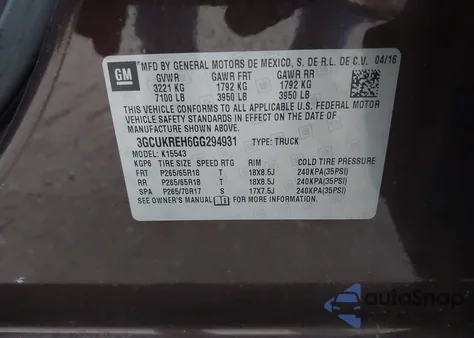 GM
MFD BY GENERAL MOTORS DE MEXICO, S. DE R.L. DE C.V. 04/16
GVWR GAWR FRT GAWR RR
3221 KG 1792 KG 1792 KG
7100 LB 3950 LB 3950 LB
THIS VEHICLE CONFORMS TO ALL APPLICABLE U.S. FEDERAL MOTOR
VEHICLE SAFETY STANDARDS IN EFFECT ON THE DATE OF
MANUFACTURE SHOWN ABOVE.
3GCUKREH6GG294931 TYPE: TRUCK
MODEL: K15543
KGP6 TIRE SIZE SPEED RTG RIM COLD TIRE PRESSURE
FRT P265/65R18 T 18X8.5J 240KPA(35PSI)
RR P265/65R18 T 18X8.5J 240KPA(35PSI)
SPA P265/70R17 S 17X7.5J 240KPA(35PSI)
SEE OWNER'S MANUAL FOR MORE INFORMATION.
autoSnap